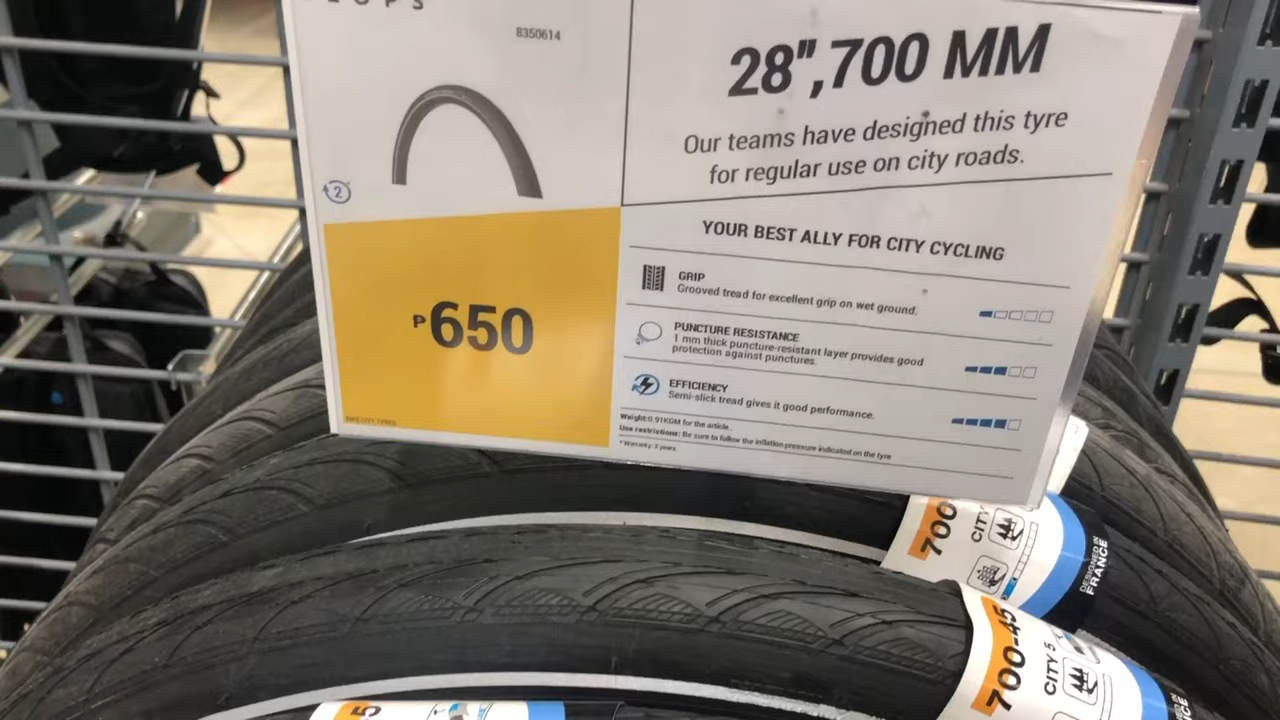 8350614
28",700 MM
Our teams have designed this tyre
for regular use on city roads.
2
₱650
YOUR BEST ALLY FOR CITY CYCLING
GRIP
Grooved tread for excellent grip on wet ground.
PUNCTURE RESISTANCE
1 mm thick puncture-resistant layer provides good
protection against punctures.
EFFICIENCY
Semi-slick tread gives it good performance.
Weight:0.91KGM for the article.
Use restrictions: Be sure to follow the inflation pressure indicated on the tyre
* Warranty: 2 years
700
CITY
DESIGNED IN
FRANCE
700-45
CITY 5
5